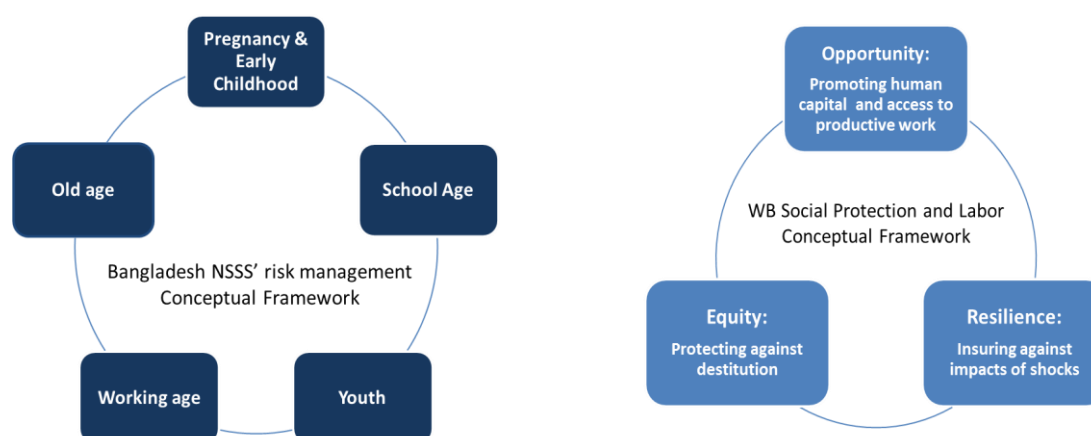 Pregnancy &
Early
Childhood
Old age
School Age
Bangladesh NSSS’ risk management
Conceptual Framework
Working age
Youth
Opportunity:
Promoting human
capital and access to
productive work
WB Social Protection and Labor
Conceptual Framework
Equity:
Protecting against
destitution
Resilience:
Insuring against
impacts of shocks